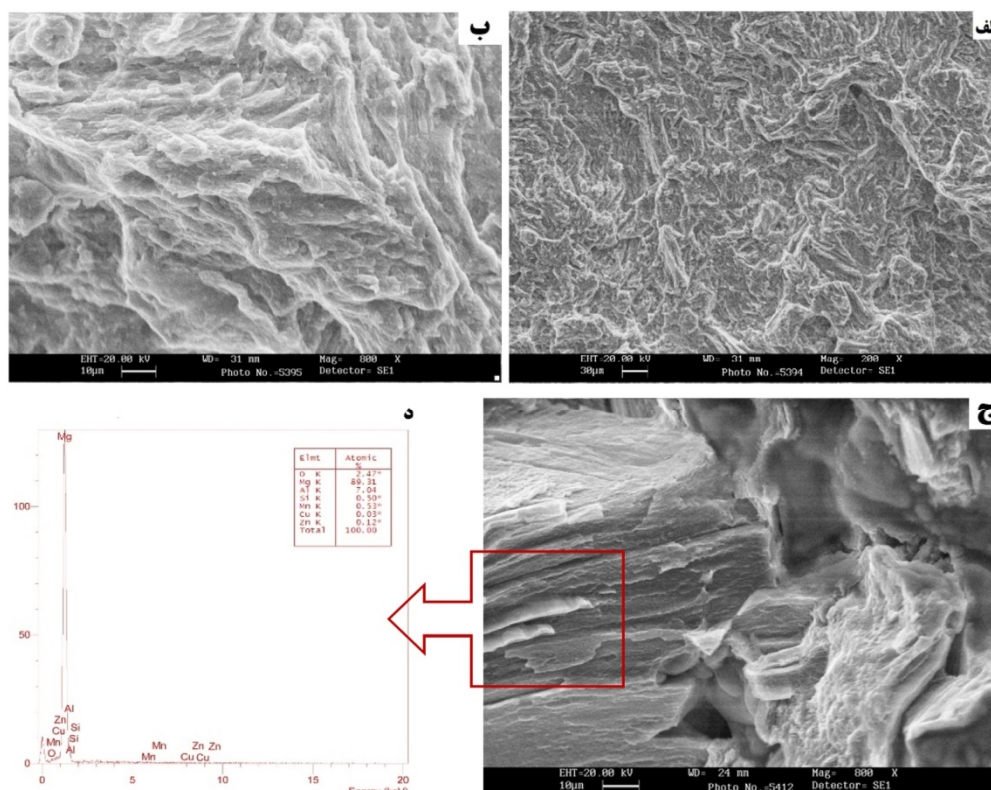 ب
الف
EHT=20.00 kV WD= 31 mm Mag= 800 X
10µm Photo No.=5395 Detector= SE1
EHT=20.00 kV WD= 31 mm Mag= 200 X
30µm Photo No.=5394 Detector= SE1
د
ج
Mg
Elmt Atomic
%
O K 2.47*
Mg K 89.31
Al K 7.04
Si K 0.50*
Mn K 0.53*
Cu K 0.03*
Zn K 0.12*
Total 100.00
100
50
0
Al
Zn
Si
Cu
Si
Mn
O
Al
Mn
Mn
Zn
Zn
Cu
Cu
0 5 10 15 20
Energy (keV)
EHT=20.00 kV WD= 24 mm Mag= 800 X
10µm Photo No.=5412 Detector= SE1